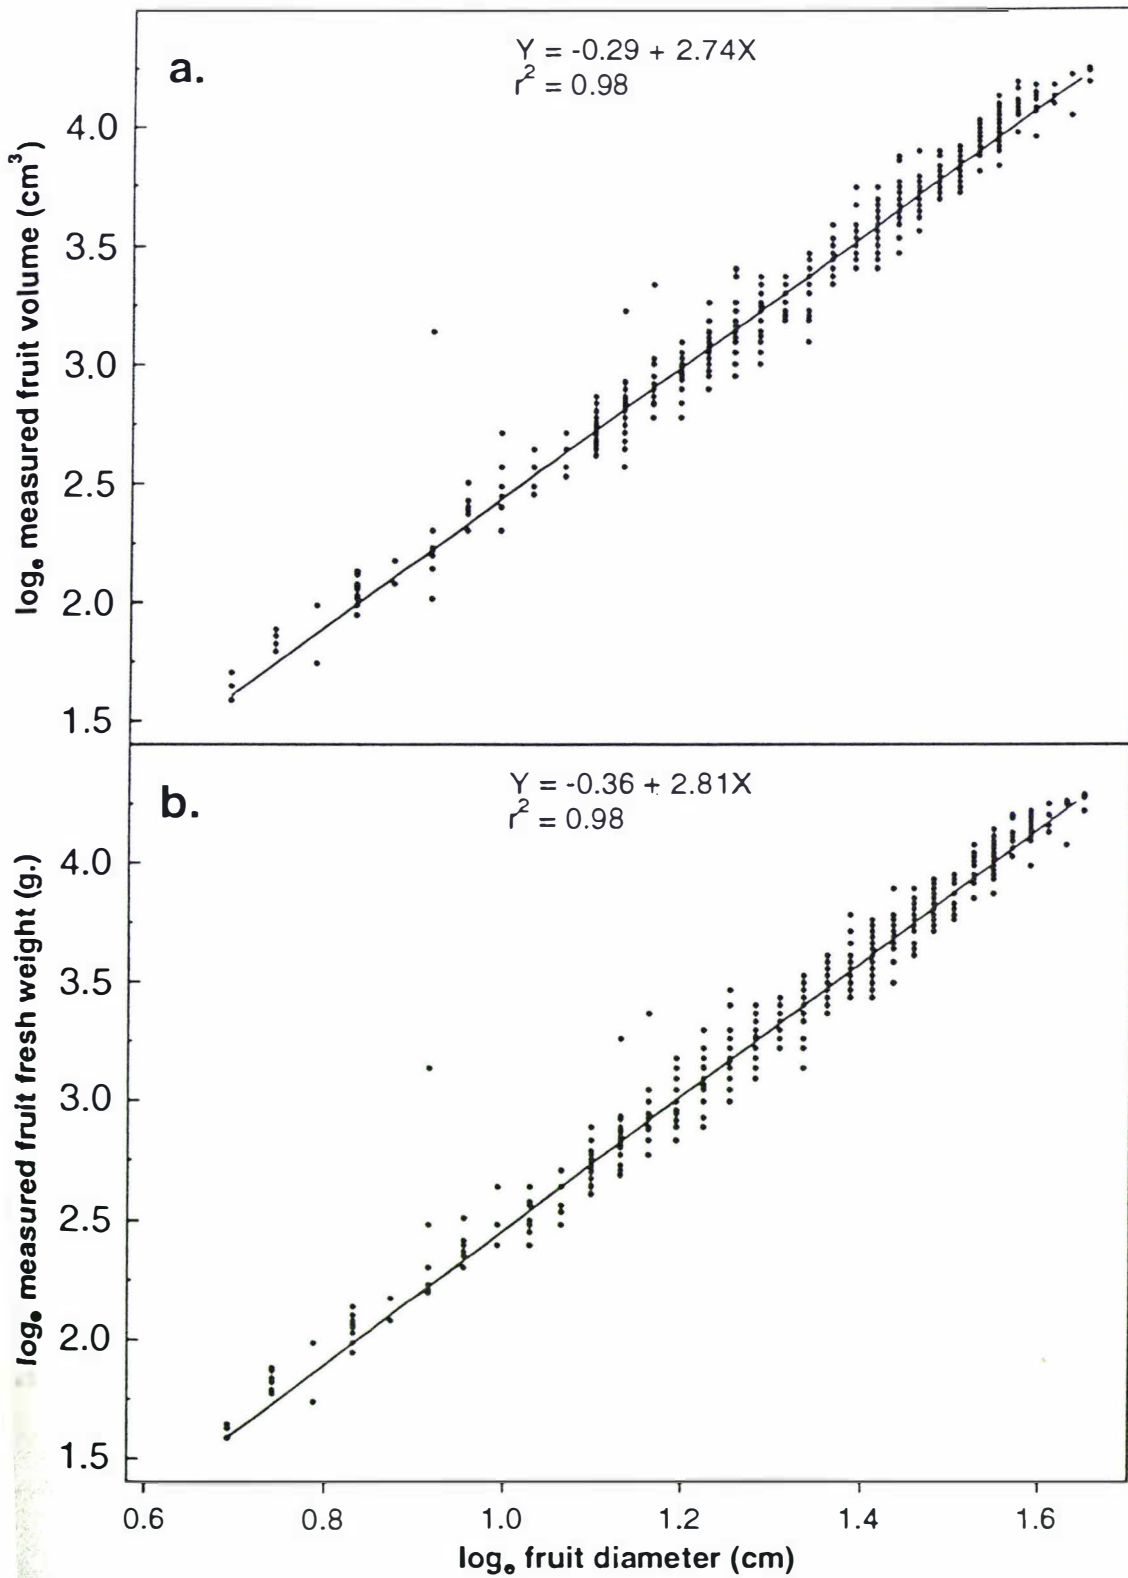 a.
Y = -0.29 + 2.74X
r² = 0.98
4.0
3.5
3.0
2.5
2.0
1.5
logₑ measured fruit volume (cm³)
b.
Y = -0.36 + 2.81X
r² = 0.98
4.0
3.5
3.0
2.5
2.0
1.5
logₑ measured fruit fresh weight (g.)
0.6 0.8 1.0 1.2 1.4 1.6
logₑ fruit diameter (cm)